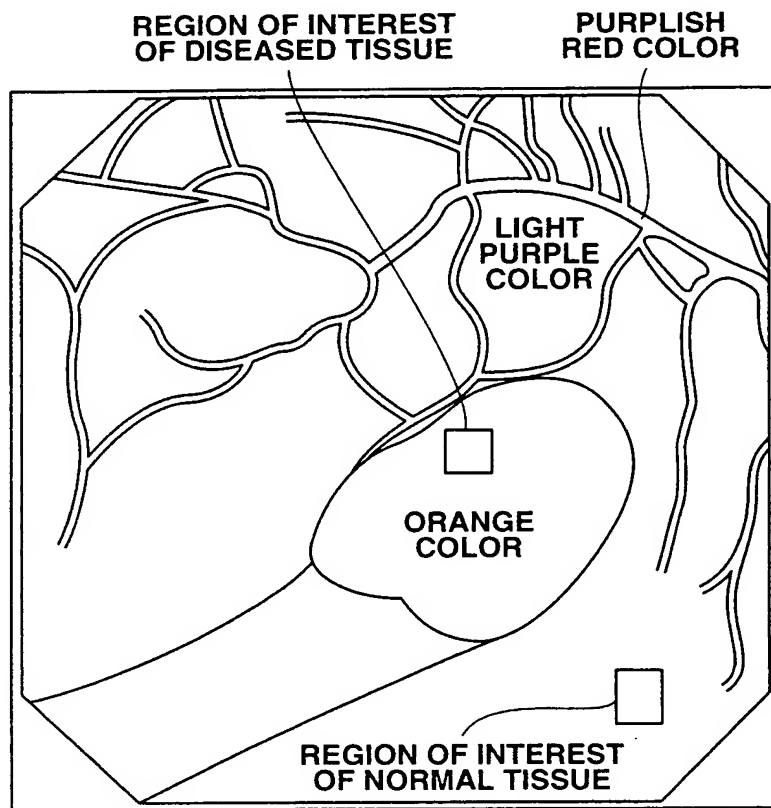 REGION OF INTEREST
OF DISEASED TISSUE
PURPLISH
RED COLOR
LIGHT
PURPLE
COLOR
ORANGE
COLOR
REGION OF INTEREST
OF NORMAL TISSUE